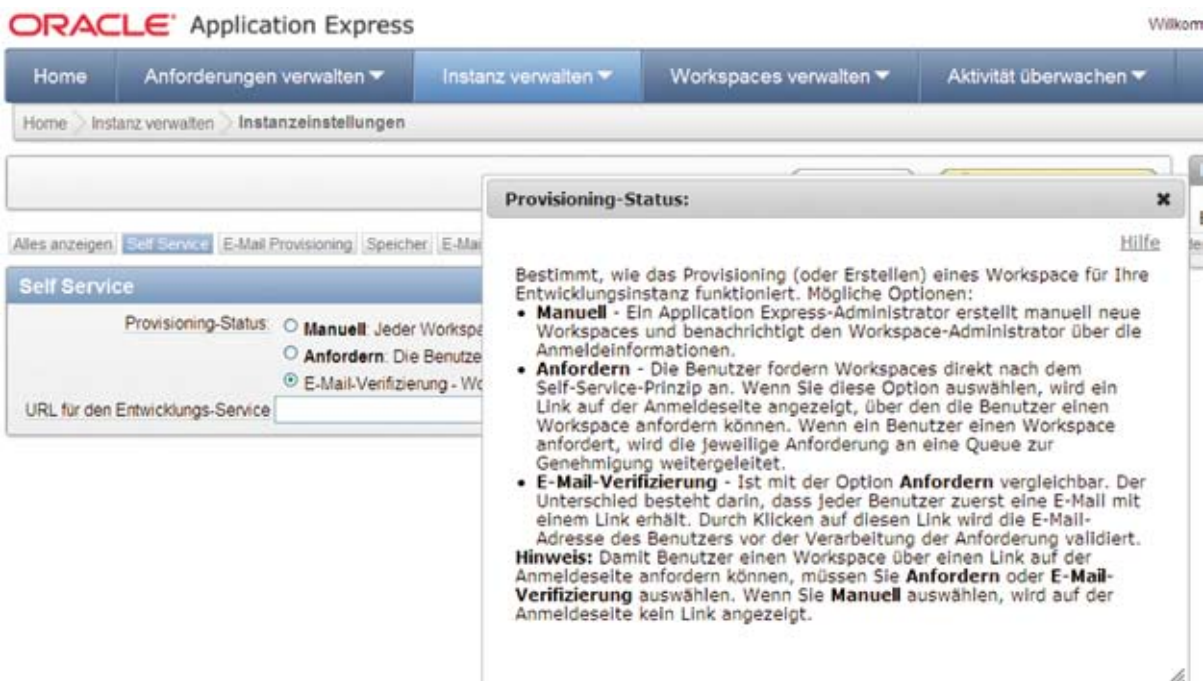 ORACLE Application Express
Home Anforderungen verwalten Instanz verwalten Workspaces verwalten Aktivität überwachen
Home Instanz verwalten Instanzeinstellungen
Alles anzeigen Self Service E-Mail Provisioning Speicher
Self Service
Provisioning-Status:
Manuell: Jeder
Anfordern: Die
E-Mail-Verifizierung -
URL für den Entwicklungs-Service
Provisioning-Status:
Hilfe
Bestimmt, wie das Provisioning (oder Erstellen) eines Workspace für Ihre
Entwicklungsinstanz funktioniert. Mögliche Optionen:
• Manuell - Ein Application Express-Administrator erstellt manuell neue
Workspaces und benachrichtigt den Workspace-Administrator über die
Anmeldeinformationen.
• Anfordern - Die Benutzer fordern Workspaces direkt nach dem
Self-Service-Prinzip an. Wenn Sie diese Option auswählen, wird ein
Link auf der Anmeldeseite angezeigt, über den die Benutzer einen
Workspace anfordern können. Wenn ein Benutzer einen Workspace
anfordert, wird die jeweilige Anforderung an eine Queue zur
Genehmigung weitergeleitet.
• E-Mail-Verifizierung - Ist mit der Option Anfordern vergleichbar. Der
Unterschied besteht darin, dass jeder Benutzer zuerst eine E-Mail mit
einem Link erhält. Durch Klicken auf diesen Link wird die E-Mail-
Adresse des Benutzers vor der Verarbeitung der Anforderung validiert.
Hinweis: Damit Benutzer einen Workspace über einen Link auf der
Anmeldeseite anfordern können, müssen Sie Anfordern oder E-Mail-
Verifizierung auswählen. Wenn Sie Manuell auswählen, wird auf der
Anmeldeseite kein Link angezeigt.